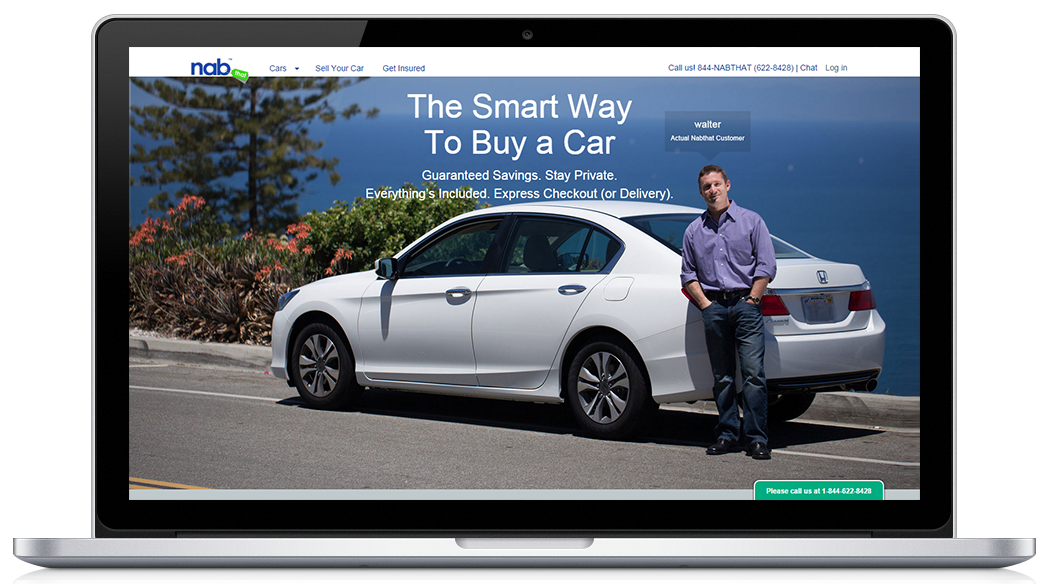 nab™
that
Cars
Sell Your Car
Get Insured
Call us! 844-NABTHAT (622-8428) | Chat
Log in
The Smart Way
To Buy a Car
Guaranteed Savings. Stay Private.
Everything's Included. Express Checkout (or Delivery).
walter
Actual Nabthat Customer
Please call us at 1-844-622-8428